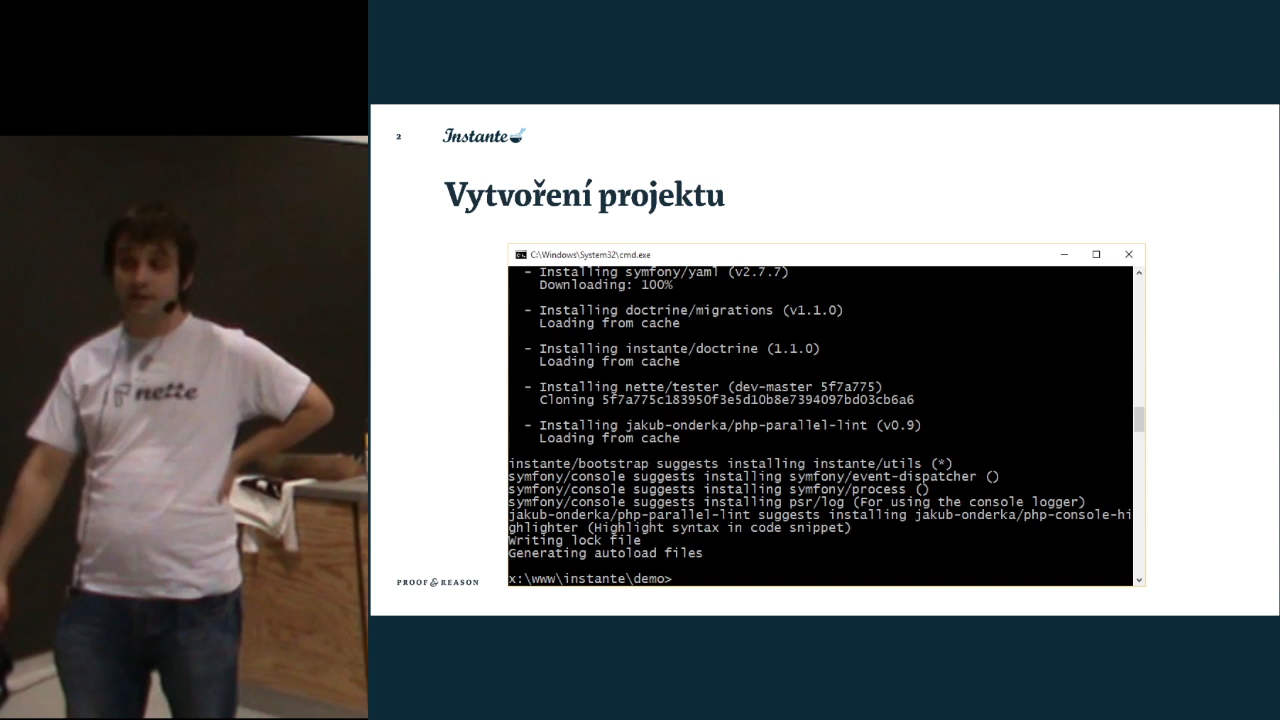 2
Instante
Vytvoření projektu
C:\Windows\System32\cmd.exe
- Installing symfony/yaml (v2.7.7)
Downloading: 100%
- Installing doctrine/migrations (v1.1.0)
Loading from cache
- Installing instante/doctrine (1.1.0)
Loading from cache
- Installing nette/tester (dev-master 5f7a775)
Cloning 5f7a775c183950f3e5d10b8e7394097bd03cb6a6
- Installing jakub-onderka/php-parallel-lint (v0.9)
Loading from cache
instante/bootstrap suggests installing instante/utils (*)
symfony/console suggests installing symfony/event-dispatcher ()
symfony/console suggests installing symfony/process ()
symfony/console suggests installing psr/log (For using the console logger)
jakub-onderka/php-parallel-lint suggests installing jakub-onderka/php-console-hi
ghlighter (Highlight syntax in code snippet)
Writing lock file
Generating autoload files
x:\www\instante\demo>
PROOF & REASON
nette